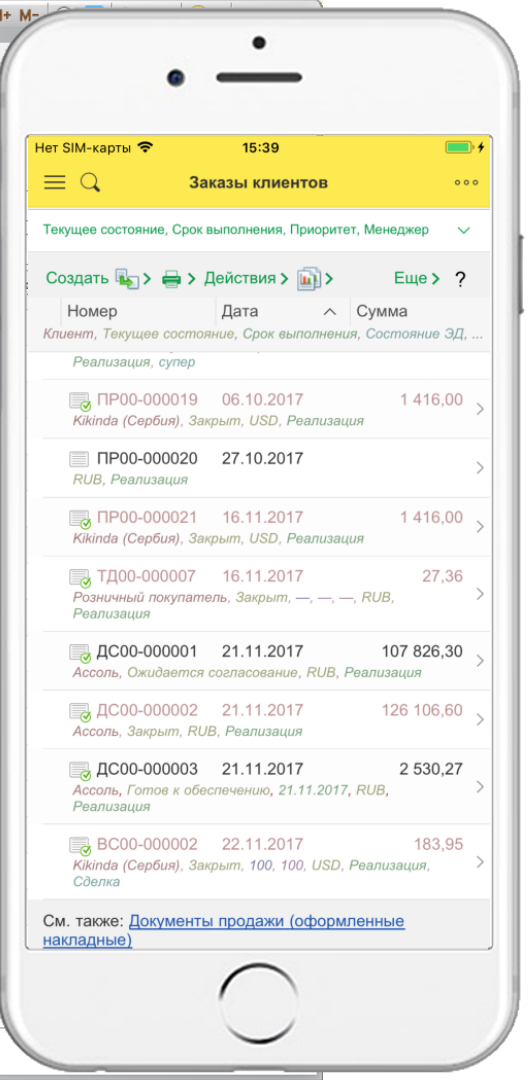 M-
Нет SIM-карты 15:39
Заказы клиентов
Текущее состояние, Срок выполнения, Приоритет, Менеджер
Создать Действия Еще ?
Номер Дата Сумма
Клиент, Текущее состояние, Срок выполнения, Состояние ЭД, ...
Реализация, супер
ПР00-000019 06.10.2017 1 416,00
Kikinda (Сербия), Закрыт, USD, Реализация
ПР00-000020 27.10.2017
RUB, Реализация
ПР00-000021 16.11.2017 1 416,00
Kikinda (Сербия), Закрыт, USD, Реализация
ТД00-000007 16.11.2017 27,36
Розничный покупатель, Закрыт, —, —, —, RUB,
Реализация
ДС00-000001 21.11.2017 107 826,30
Ассоль, Ожидается согласование, RUB, Реализация
ДС00-000002 21.11.2017 126 106,60
Ассоль, Закрыт, RUB, Реализация
ДС00-000003 21.11.2017 2 530,27
Ассоль, Готов к обеспечению, 21.11.2017, RUB,
Реализация
ВС00-000002 22.11.2017 183,95
Kikinda (Сербия), Закрыт, 100, 100, USD, Реализация,
Сделка
См. также: Документы продажи (оформленные
накладные)